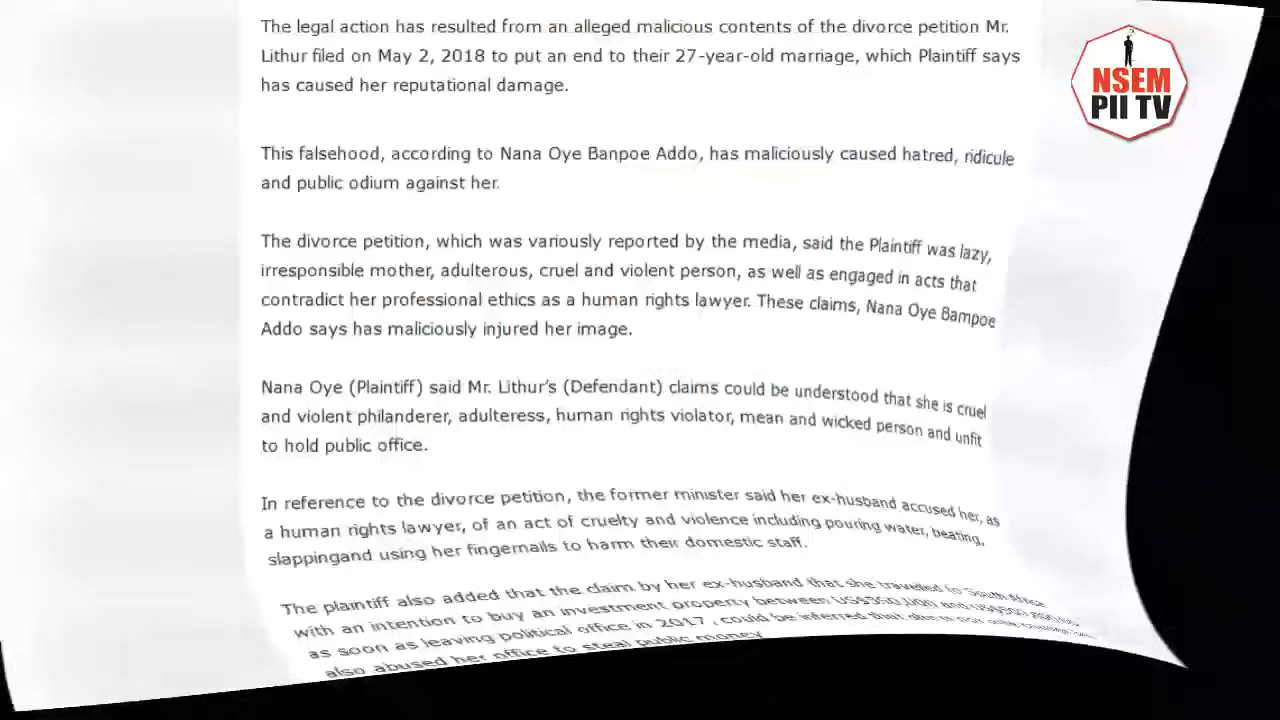 The legal action has resulted from an alleged malicious contents of the divorce petition Mr.
Lithur filed on May 2, 2018 to put an end to their 27-year-old marriage, which Plaintiff says
has caused her reputational damage.
NSEM
PII TV
This falsehood, according to Nana Oye Banpoe Addo, has maliciously caused hatred, ridicule
and public odium against her.
The divorce petition, which was variously reported by the media, said the Plaintiff was lazy,
irresponsible mother, adulterous, cruel and violent person, as well as engaged in acts that
contradict her professional ethics as a human rights lawyer. These claims, Nana Oye Bampoe
Addo says has maliciously injured her image.
Nana Oye (Plaintiff) said Mr. Lithur's (Defendant) claims could be understood that she is cruel
and violent philanderer, adulteress, human rights violator, mean and wicked person and unfit
to hold public office.
In reference to the divorce petition, the former minister said her ex-husband accused her, as
a human rights lawyer, of an act of cruelty and violence including pouring water, beating,
slappingand using her fingernails to harm their domestic staff.
The plaintiff also added that the claim by her ex-husband that she travelled to South Africa
with an intention to buy an investment property between US$350,000 and
as soon as leaving political office in 2017 , could be inferred that
also abused her office to steal public money